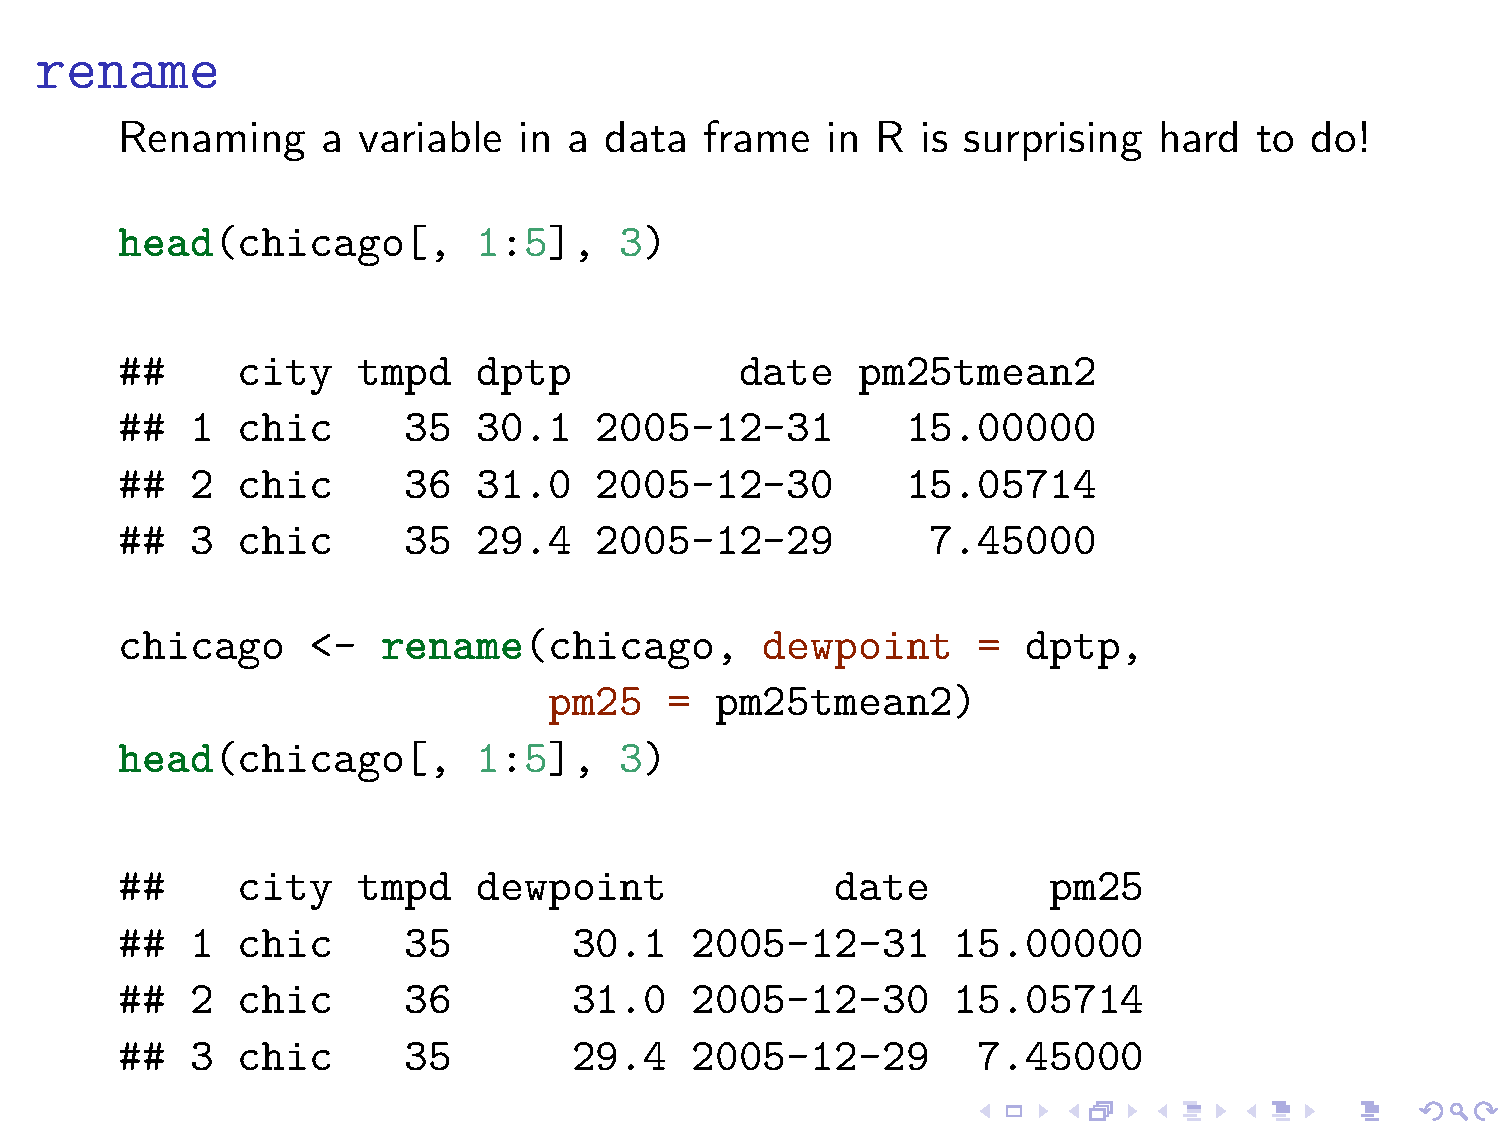 rename
Renaming a variable in a data frame in R is surprising hard to do!
head(chicago[, 1:5], 3)
##   city tmpd dptp       date pm25tmean2
## 1 chic   35 30.1 2005-12-31   15.00000
## 2 chic   36 31.0 2005-12-30   15.05714
## 3 chic   35 29.4 2005-12-29    7.45000
chicago <- rename(chicago, dewpoint = dptp,
                  pm25 = pm25tmean2)
head(chicago[, 1:5], 3)
##   city tmpd dewpoint       date     pm25
## 1 chic   35     30.1 2005-12-31 15.00000
## 2 chic   36     31.0 2005-12-30 15.05714
## 3 chic   35     29.4 2005-12-29  7.45000